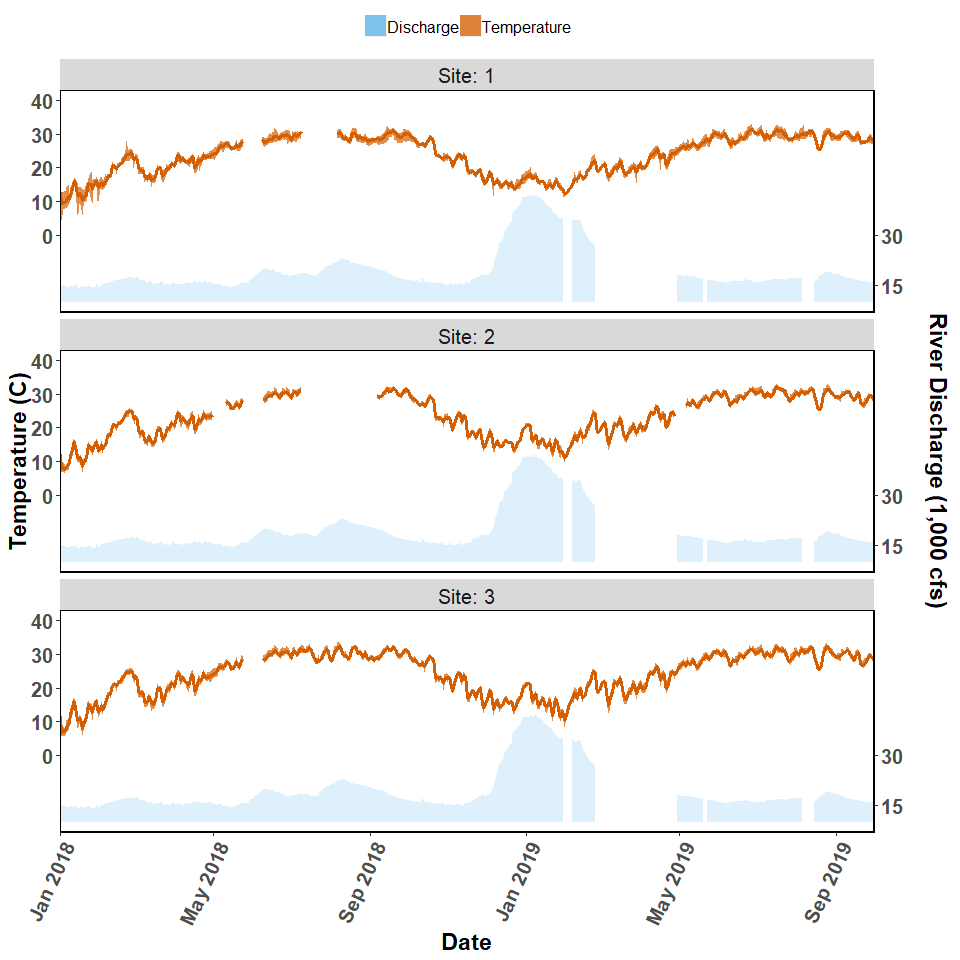 Discharge Temperature
Site: 1
40
30
20
10
0
30
15
Site: 2
40
30
20
10
0
30
15
Site: 3
40
30
20
10
0
30
15
Temperature (C)
River Discharge (1,000 cfs)
Jan 2018 May 2018 Sep 2018 Jan 2019 May 2019 Sep 2019
Date